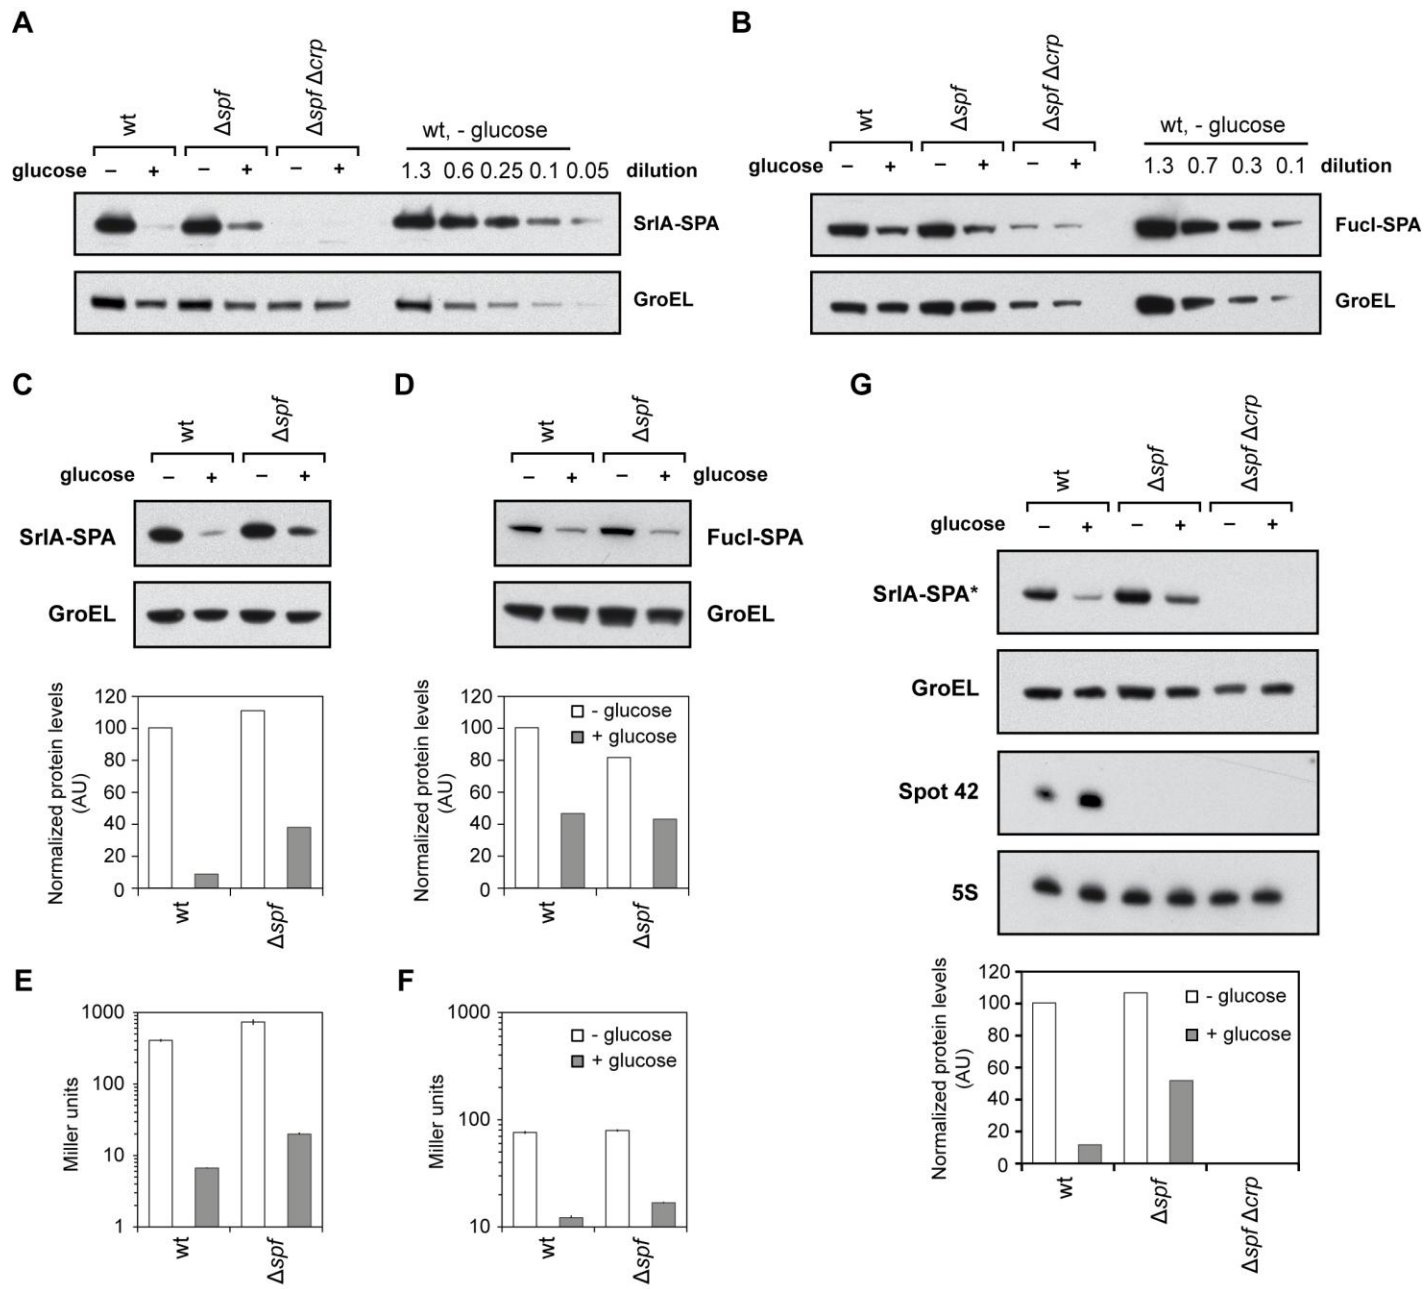 A
wt
Δspf
Δspf Δcrp
wt, - glucose
glucose – + – + – + 1.3 0.6 0.25 0.1 0.05 dilution
SrlA-SPA
GroEL
B
wt
Δspf
Δspf Δcrp
wt, - glucose
glucose – + – + – + 1.3 0.7 0.3 0.1 dilution
FucI-SPA
GroEL
C
wt
Δspf
glucose – + – +
SrlA-SPA
GroEL
Normalized protein levels
(AU)
120
100
80
60
40
20
0
wt
Δspf
D
wt
Δspf
– + – + glucose
FucI-SPA
GroEL
Normalized protein levels
(AU)
120
100
80
60
40
20
0
- glucose
+ glucose
wt
Δspf
E
Miller units
1000
100
10
1
wt
Δspf
F
Miller units
1000
100
10
- glucose
+ glucose
wt
Δspf
G
wt
Δspf
Δspf Δcrp
glucose – + – + – +
SrlA-SPA*
GroEL
Spot 42
5S
Normalized protein levels
(AU)
120
100
80
60
40
20
0
- glucose
+ glucose
wt
Δspf
Δspf Δcrp